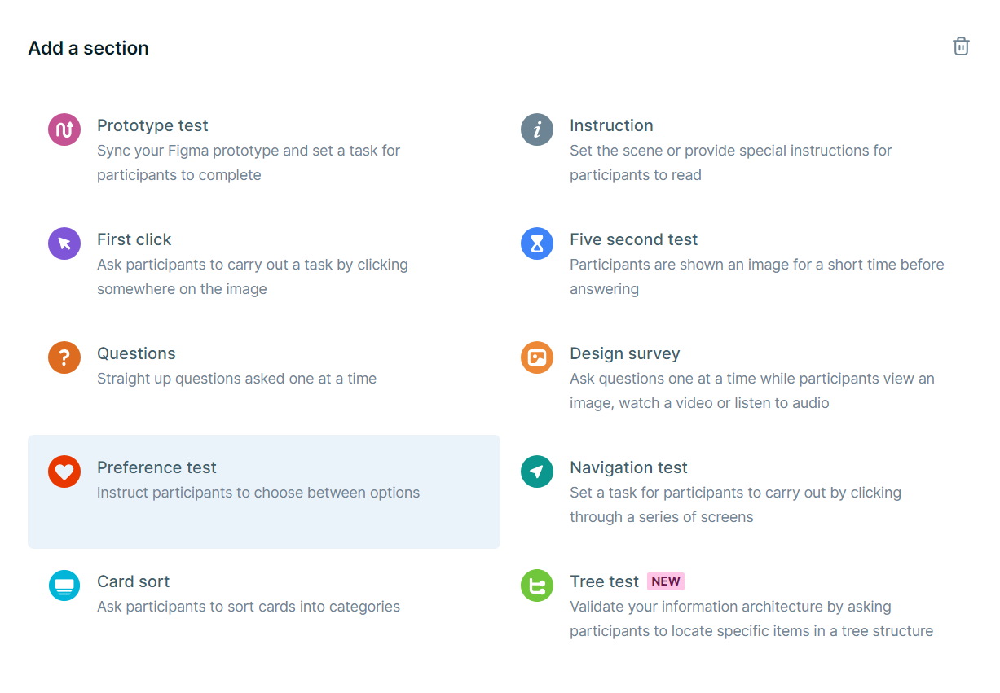 Add a section
Prototype test
Sync your Figma prototype and set a task for
participants to complete
Instruction
Set the scene or provide special instructions for
participants to read
First click
Ask participants to carry out a task by clicking
somewhere on the image
Five second test
Participants are shown an image for a short time before
answering
Questions
Straight up questions asked one at a time
Design survey
Ask questions one at a time while participants view an
image, watch a video or listen to audio
Preference test
Instruct participants to choose between options
Navigation test
Set a task for participants to carry out by clicking
through a series of screens
Card sort
Ask participants to sort cards into categories
Tree test NEW
Validate your information architecture by asking
participants to locate specific items in a tree structure